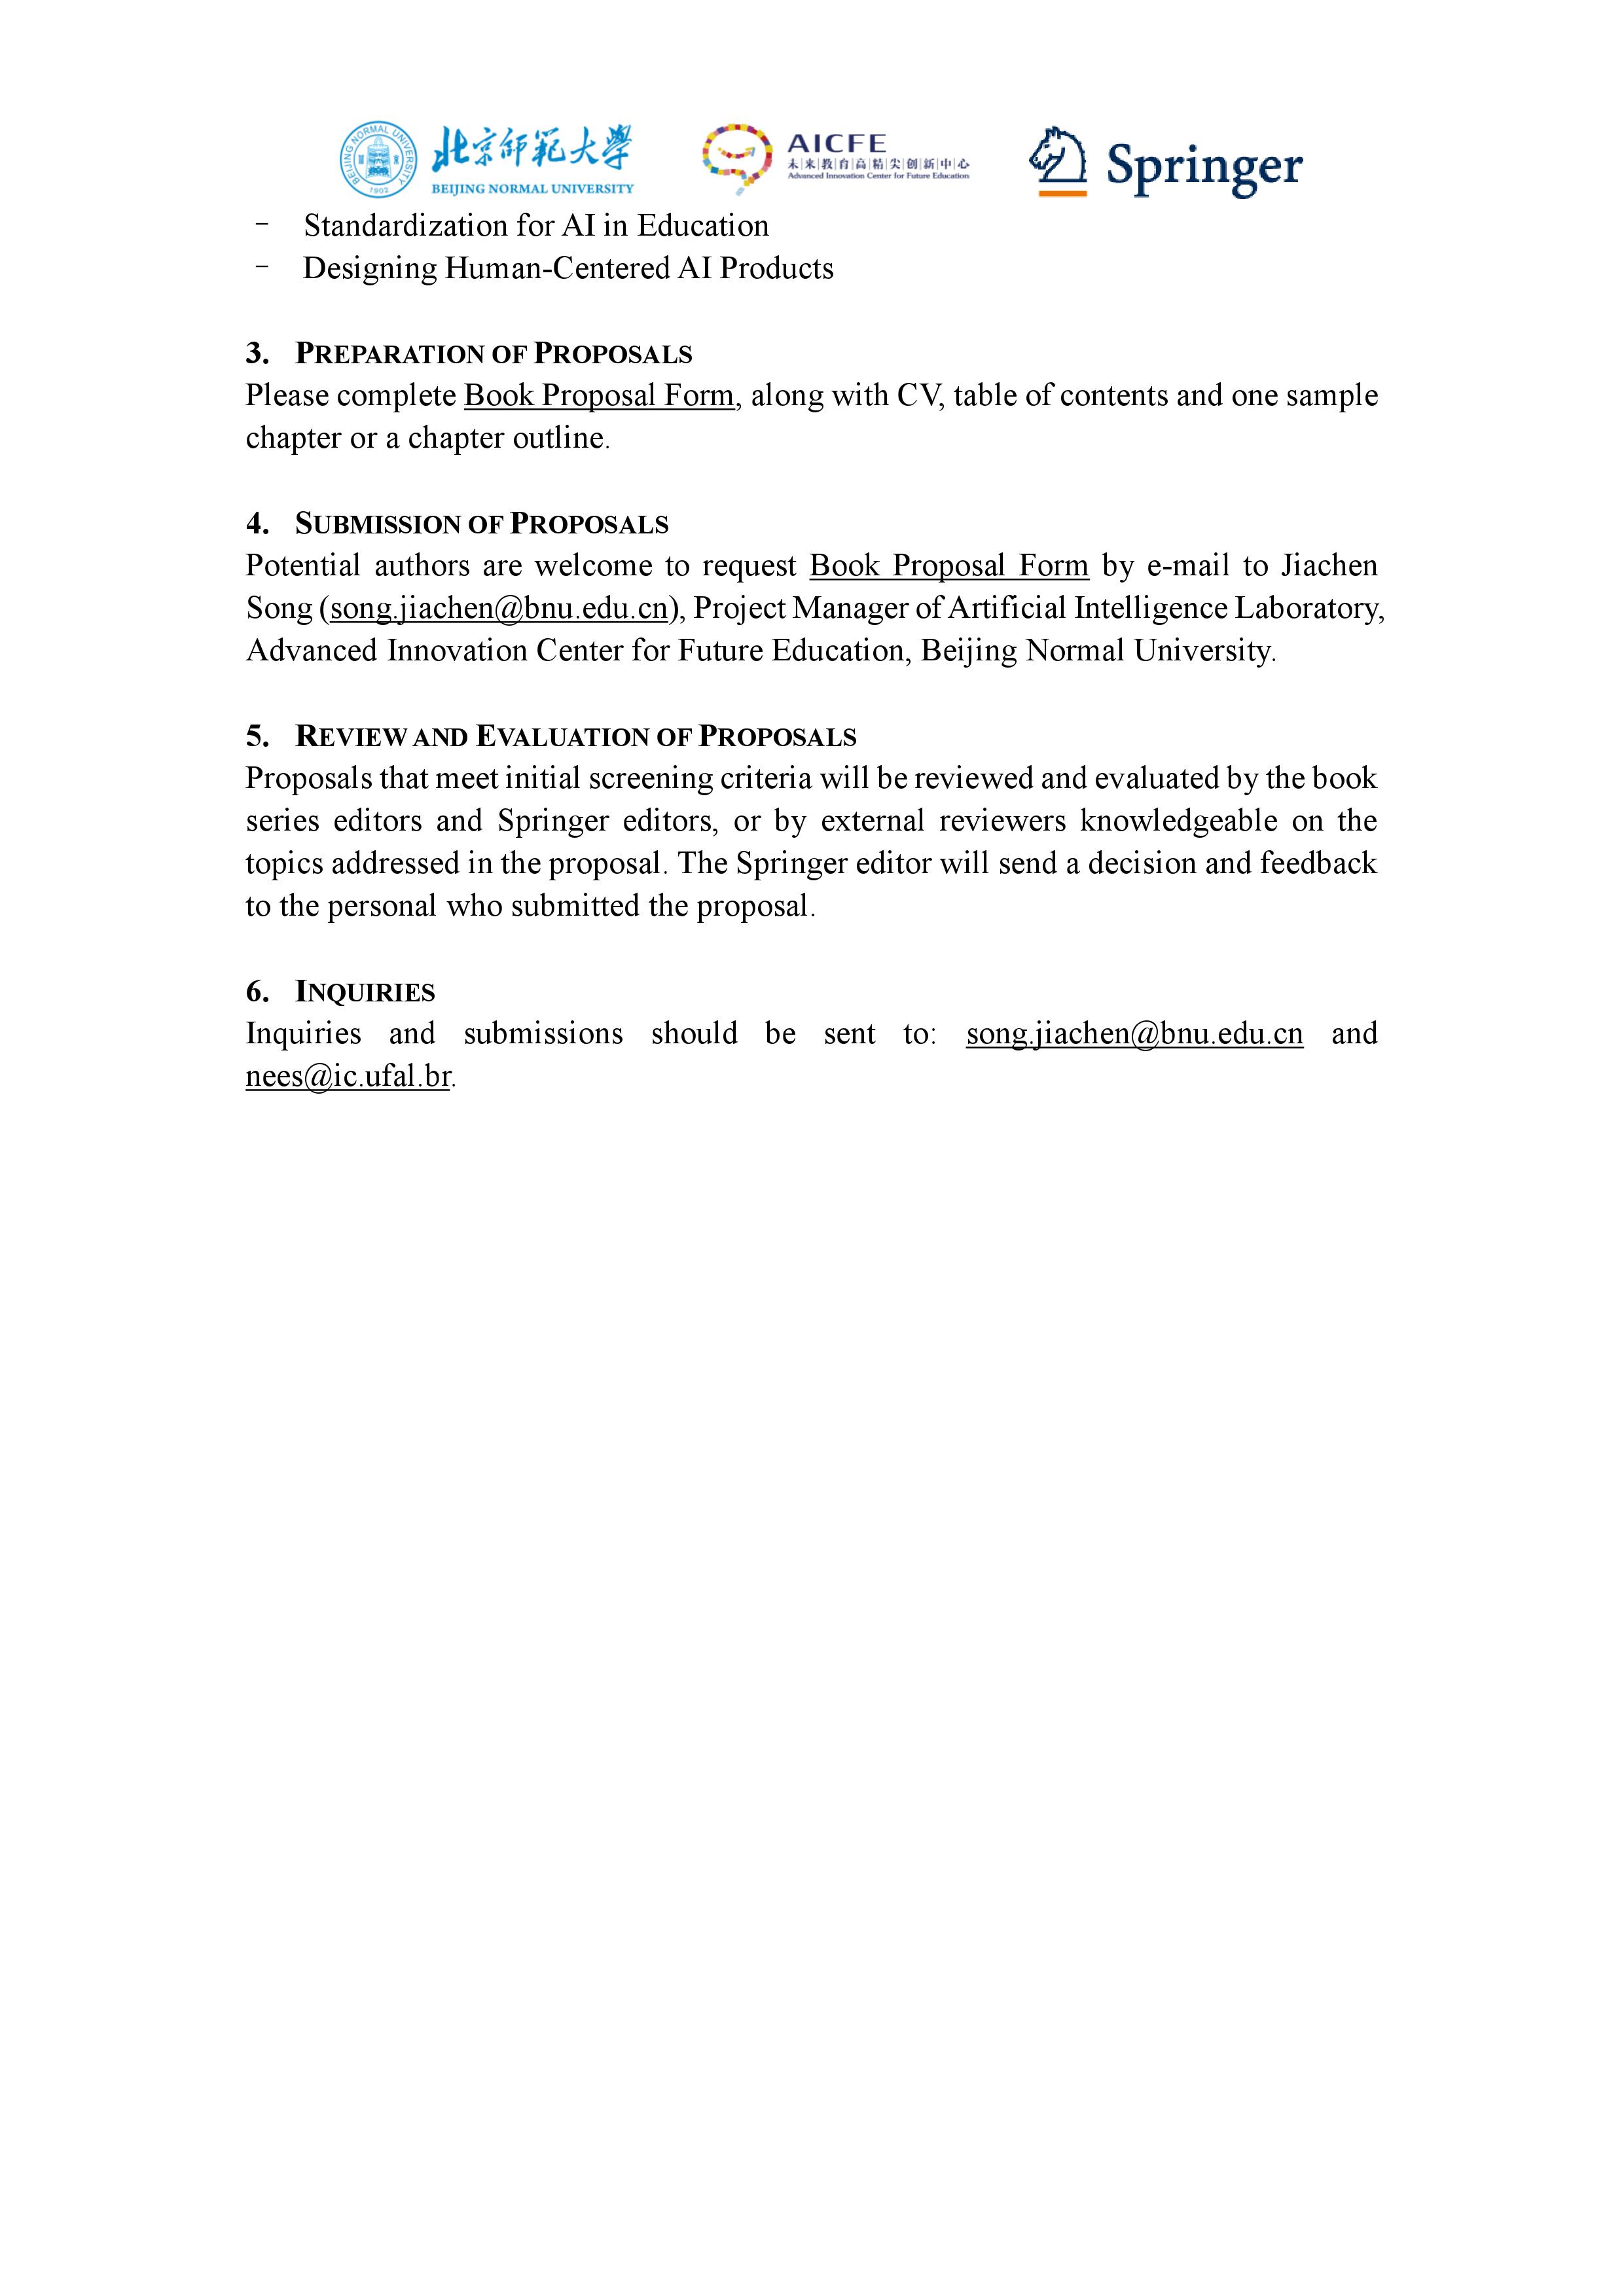 BEIJING NORMAL UNIVERSITY
1902
北京師範大學
BEIJING NORMAL UNIVERSITY
AICFE
未|来|教|育|高|精|尖|创|新|中|心
Advanced Innovation Center for Future Education
Springer
- Standardization for AI in Education
- Designing Human-Centered AI Products
3. PREPARATION OF PROPOSALS
Please complete Book Proposal Form, along with CV, table of contents and one sample
chapter or a chapter outline.
4. SUBMISSION OF PROPOSALS
Potential authors are welcome to request Book Proposal Form by e-mail to Jiachen
Song (song.jiachen@bnu.edu.cn), Project Manager of Artificial Intelligence Laboratory,
Advanced Innovation Center for Future Education, Beijing Normal University.
5. REVIEW AND EVALUATION OF PROPOSALS
Proposals that meet initial screening criteria will be reviewed and evaluated by the book
series editors and Springer editors, or by external reviewers knowledgeable on the
topics addressed in the proposal. The Springer editor will send a decision and feedback
to the personal who submitted the proposal.
6. INQUIRIES
Inquiries and submissions should be sent to: song.jiachen@bnu.edu.cn and
nees@ic.ufal.br.